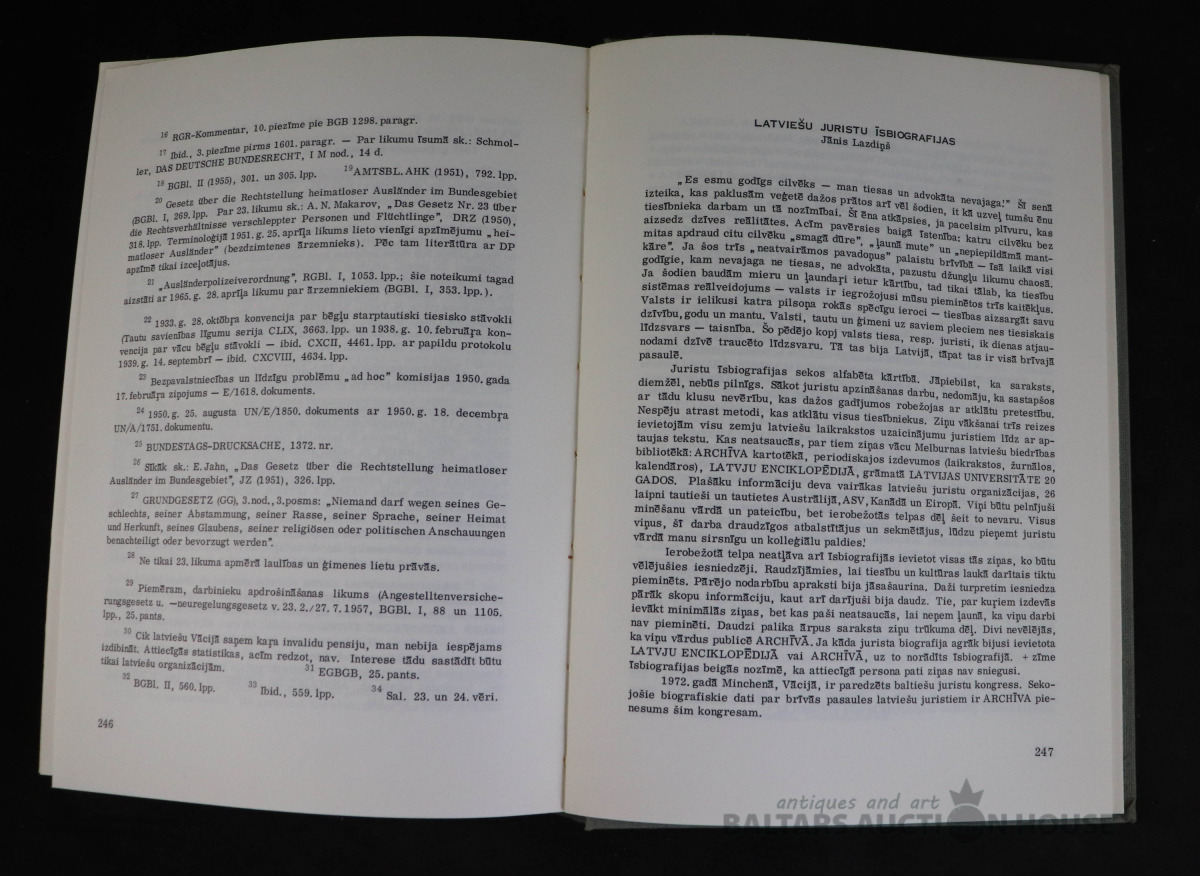 16 RGR-Kommentar, 10. piezīme pie BGB 1298. paragr.
17 Ibid., 3. piezīme pirms 1601. paragr. — Par likumu īsumā sk.: Schmol-
ler, DAS DEUTSCHE BUNDESRECHT, I M nod., 14 d.
18 BGBl. II (1955), 301. un 305. lpp. 19 AMTSBL. AHK (1951), 792. lpp.
20 Gesetz über die Rechtstellung heimatloser Ausländer im Bundesgebiet
(BGBl. I, 269. lpp. Par 23. likumu sk.: A. N. Makarov, „Das Gesetz Nr. 23 über
die Rechtsverhältnisse verschleppter Personen und Flüchtlinge", DRZ (1950),
318. lpp. Terminoloģijā 1951. g. 25. aprīļa likums lieto vienīgi apzīmējumu „hei-
matloser Ausländer" (bezdzimtenes ārzemnieks). Pēc tam literātūra ar DP
apzīmē tikai izceļotājus.
21 „Ausländerpolizeiverordnung", RGBl. I, 1053. lpp.; šie noteikumi tagad
aizstāti ar 1965. g. 28. aprīļa likumu par ārzemniekiem (BGBl. I, 353. lpp.).
22 1933. g. 28. oktōbŗa konvencija par bēgļu starptautiski tiesisko stāvokli
(Tautu savienības līgumu serija CLIX, 3663. lpp. un 1938. g. 10. februāŗa kon-
vencija par vācu bēgļu stāvokli — ibid. CXCII, 4461. lpp. ar papildu protokolu
1939. g. 14. septembrī — ibid. CXCVIII, 4634. lpp.
23 Bezpavalstniecības un līdzīgu problēmu „ad hoc" komisijas 1950. gada
17. februāŗa ziņojums — E/1618. dokuments.
24 1950. g. 25. augusta UN/E/1850. dokuments ar 1950. g. 18. decembŗa
UN/A/1751. dokumentu.
25 BUNDESTAGS-DRUCKSACHE, 1372. nr.
26 Sīkāk sk.: E. Jahn, „Das Gesetz über die Rechtstellung heimatloser
Ausländer im Bundesgebiet", JZ (1951), 326. lpp.
27 GRUNDGESETZ (GG), 3. nod., 3. posms: „Niemand darf wegen seines Ge-
schlechts, seiner Abstammung, seiner Rasse, seiner Sprache, seiner Heimat
und Herkunft, seines Glaubens, seiner religiösen oder politischen Anschauungen
benachteiligt oder bevorzugt werden".
28 Ne tikai 23. likuma apmērā laulības un ģimenes lietu prāvās.
29 Piemēram, darbinieku apdrošināšanas likums (Angestelltenversiche-
rungsgesetz u. —neuregelungsgesetz v. 23. 2./27. 7. 1957, BGBl. I, 88 un 1105.
lpp., 25. pants.
30 Cik latviešu Vācijā saņem kaŗa invalidu pensiju, man nebija iespējams
izdibināt. Attiecīgās statistikas, acīm redzot, nav. Interese tādu sastādīt būtu
tikai latviešu organizācijām. 31 EGBGB, 25. pants.
32 BGBl. II, 560. lpp. 33 Ibid., 559. lpp. 34 Sal. 23. un 24. vēri.
246
LATVIEŠU JURISTU ĪSBIOGRAFIJAS
Jānis Lazdiņš
„Es esmu godīgs cilvēks — man tiesas un advokāta nevajaga!" Šī senā
izteika, kas paklusām veģetē dažos prātos arī vēl šodien, it kā uzveļ tumšu ēnu
tiesībnieka darbam un tā nozīmībai. Šī ēna atkāpsies, ja pacelsim plīvuru, kas
aizsedz dzīves reālitātes. Acīm pavērsies baigā īstenība: katru cilvēku bez
mitas apdraud citu cilvēku „smagā dūre", „ļaunā mute" un „nepiepildāmā mant-
kāre". Ja šos trīs „neatvairāmos pavadoņus" palaistu brīvībā — īsā laikā visi
godīgie, kam nevajaga ne tiesas, ne advokāta, pazustu džungļu likumu chaosā.
Ja šodien baudām mieru un ļaundaŗi ietur kārtību, tad tikai tālab, ka tiesību
sistēmas reālveidojums — valsts ir iegrožojusi mūsu pieminētos trīs kaitēkļus.
Valsts ir ielikusi katra pilsoņa rokās spēcīgu ieroci — tiesības aizsargāt savu
dzīvību, godu un mantu. Valsti, tautu un ģimeni uz saviem pleciem nes tiesiskais
līdzsvars — taisnība. Šo pēdējo kopj valsts tiesa, resp. juristi, ik dienas atjau-
nodami dzīvē traucēto līdzsvaru. Tā tas bija Latvijā, tāpat tas ir visā brīvajā
pasaulē.
Juristu īsbiografijas sekos alfabēta kārtībā. Jāpiebilst, ka saraksts,
diemžēl, nebūs pilnīgs. Sākot juristu apzināšanas darbu, nedomāju, ka sastapšos
ar tādu klusu nevērību, kas dažos gadījumos robežojas ar atklātu pretestību.
Nespēju atrast metodi, kas atklātu visus tiesībniekus. Ziņu vākšanai trīs reizes
ievietojām visu zemju latviešu laikrakstos uzaicinājumu juristiem līdz ar ap-
taujas tekstu. Kas neatsaucās, par tiem ziņas vācu Melburnas latviešu biedrības
bibliotēkā: ARCHĪVA kartotēkā, periodiskajos izdevumos (laikrakstos, žurnālos,
kalendāros), LATVJU ENCIKLOPĒDIJĀ, grāmatā LATVIJAS UNIVERSITĀTE 20
GADOS. Plašāku informāciju deva vairākas latviešu juristu organizācijas, 26
laipni tautieši un tautietes Austrālijā, ASV, Kanādā un Eiropā. Viņi būtu pelnījuši
minēšanu vārdā un pateicību, bet ierobežotās telpas dēļ šeit to nevaru. Visus
viņus, šī darba draudzīgos atbalstītājus un sekmētājus, lūdzu pieņemt juristu
vārdā manu sirsnīgu un kollēģiālu paldies!
Ierobežotā telpa neatļāva arī īsbiografijās ievietot visas tās ziņas, ko būtu
vēlējušies iesniedzēji. Raudzījāmies, lai tiesību un kultūras laukā darītais tiktu
pieminēts. Pārējo nodarbību apraksti bija jāsašaurina. Daži turpretim iesniedza
pārāk skopu informāciju, kaut arī darījuši bija daudz. Tie, par kuŗiem izdevās
ievākt minimālās ziņas, bet kas paši neatsaucās, lai neņem ļaunā, ka viņu darbi
nav pieminēti. Daudzi palika ārpus saraksta ziņu trūkuma dēļ. Divi nevēlējās,
ka viņu vārdus publicē ARCHĪVĀ. Ja kāda jurista biografija agrāk bijusi ievietota
LATVJU ENCIKLOPĒDIJĀ vai ARCHĪVĀ, uz to norādīts īsbiografijā. + zīme
īsbiografijas beigās nozīmē, ka attiecīgā persona pati ziņas nav sniegusi.
1972. gadā Minchenā, Vācijā, ir paredzēts baltiešu juristu kongress. Seko-
jošie biografiskie dati par brīvās pasaules latviešu juristiem ir ARCHĪVA pie-
nesums šim kongresam.
247
antiques and art
BALTARS AUCTION HOUSE